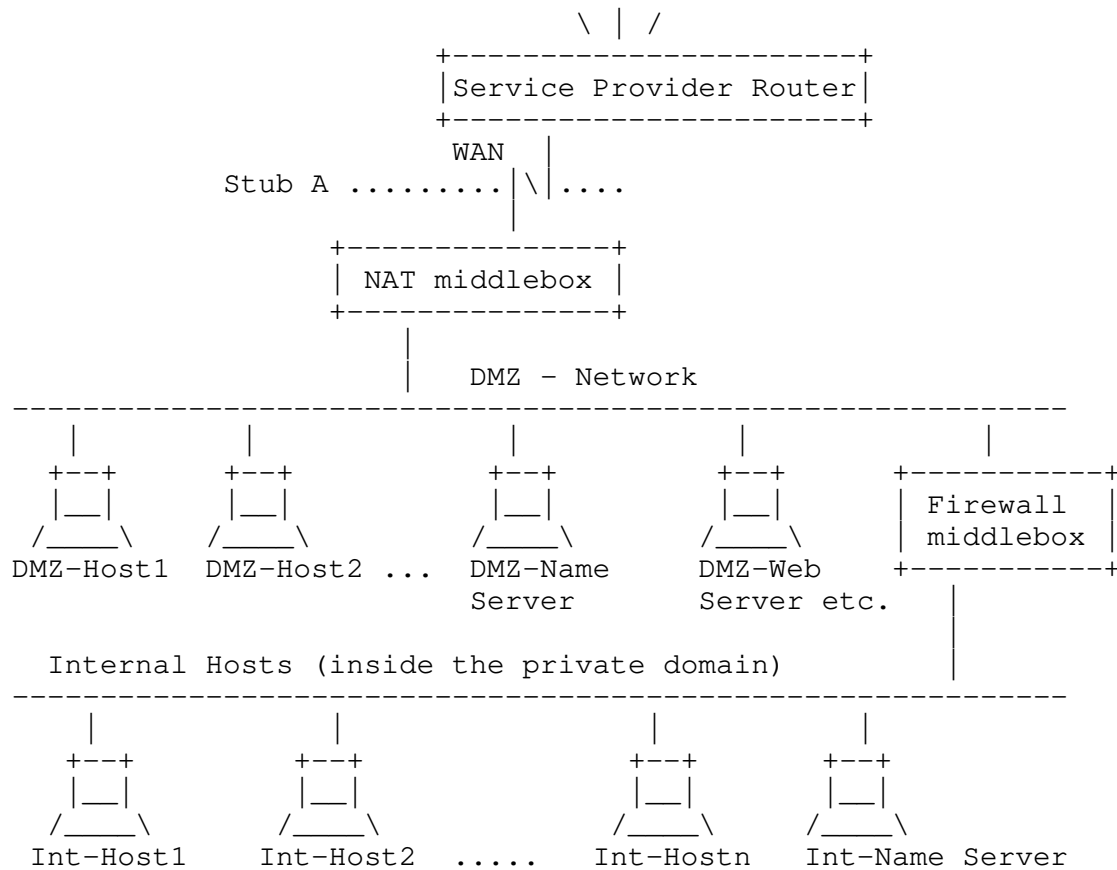 Service Provider Router
WAN
Stub A
NAT middlebox
DMZ - Network
Firewall
middlebox
DMZ-Host1 DMZ-Host2 ... DMZ-Name DMZ-Web
Server Server etc.
Internal Hosts (inside the private domain)
Int-Host1 Int-Host2 ..... Int-Hostn Int-Name Server